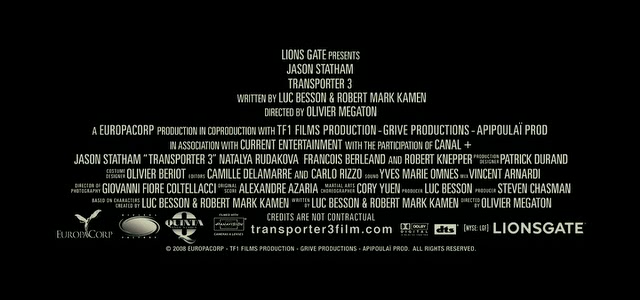 LIONS GATE PRESENTS
JASON STATHAM
TRANSPORTER 3
WRITTEN BY LUC BESSON & ROBERT MARK KAMEN
DIRECTED BY OLIVIER MEGATON
A EUROPACORP PRODUCTION IN COPRODUCTION WITH TF1 FILMS PRODUCTION - GRIVE PRODUCTIONS - APIPOULAÏ PROD
IN ASSOCIATION WITH CURRENT ENTERTAINMENT WITH THE PARTICIPATION OF CANAL +
JASON STATHAM "TRANSPORTER 3" NATALYA RUDAKOVA FRANCOIS BERLEAND AND ROBERT KNEPPER PRODUCTION DESIGNER PATRICK DURAND
COSTUME DESIGNER OLIVIER BERIOT EDITORS CAMILLE DELAMARRE AND CARLO RIZZO SOUND YVES MARIE OMNES MIX VINCENT ARNARDI
DIRECTOR OF PHOTOGRAPHY GIOVANNI FIORE COLTELLACCI ORIGINAL SCORE ALEXANDRE AZARIA MARTIAL ARTS CHOREOGRAPHER CORY YUEN PRODUCER LUC BESSON PRODUCER STEVEN CHASMAN
BASED ON CHARACTERS CREATED BY LUC BESSON & ROBERT MARK KAMEN WRITTEN BY LUC BESSON & ROBERT MARK KAMEN DIRECTED BY OLIVIER MEGATON
CREDITS ARE NOT CONTRACTUAL
EUROPACORP QUINTA transporter3film.com DOLBY DIGITAL dts [NYSE: LGF] LIONSGATE
© 2008 EUROPACORP - TF1 FILMS PRODUCTION - GRIVE PRODUCTIONS - APIPOULAÏ PROD. ALL RIGHTS RESERVED.